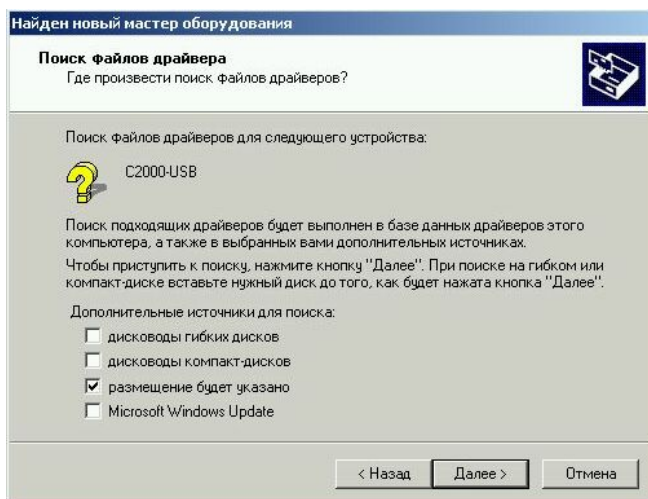 Найден новый мастер оборудования
Поиск файлов драйвера
Где произвести поиск файлов драйверов?
Поиск файлов драйверов для следующего устройства:
C2000-USB
Поиск подходящих драйверов будет выполнен в базе данных драйверов этого
компьютера, а также в выбранных вами дополнительных источниках.
Чтобы приступить к поиску, нажмите кнопку "Далее". При поиске на гибком или
компакт-диске вставьте нужный диск до того, как будет нажата кнопка "Далее".
Дополнительные источники для поиска:
дисководы гибких дисков
дисководы компакт-дисков
размещение будет указано
Microsoft Windows Update
< Назад Далее > Отмена